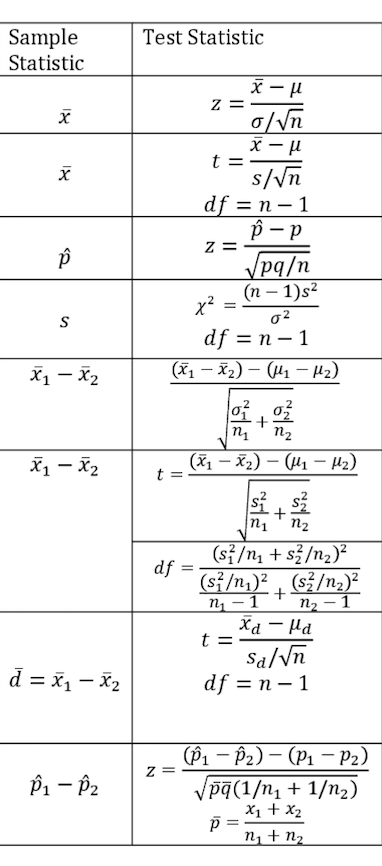 Sample Statistic | Test Statistic
x̄ | z = (x̄ − μ)/(σ/√n)
x̄ | t = (x̄ − μ)/(s/√n)
df = n − 1
p̂ | z = (p̂ − p)/√(pq/n)
s | χ² = (n − 1)s²/σ²
df = n − 1
x̄₁ − x̄₂ | ((x̄₁ − x̄₂) − (μ₁ − μ₂))/√(σ₁²/n₁ + σ₂²/n₂)
x̄₁ − x̄₂ | t = ((x̄₁ − x̄₂) − (μ₁ − μ₂))/√(s₁²/n₁ + s₂²/n₂)
df = (s₁²/n₁ + s₂²/n₂)²/((s₁²/n₁)²/(n₁ − 1) + (s₂²/n₂)²/(n₂ − 1))
d̄ = x̄₁ − x̄₂ | t = (x̄_d − μ_d)/(s_d/√n)
df = n − 1
p̂₁ − p̂₂ | z = ((p̂₁ − p̂₂) − (p₁ − p₂))/√(p̄q̄(1/n₁ + 1/n₂))
p̄ = (x₁ + x₂)/(n₁ + n₂)